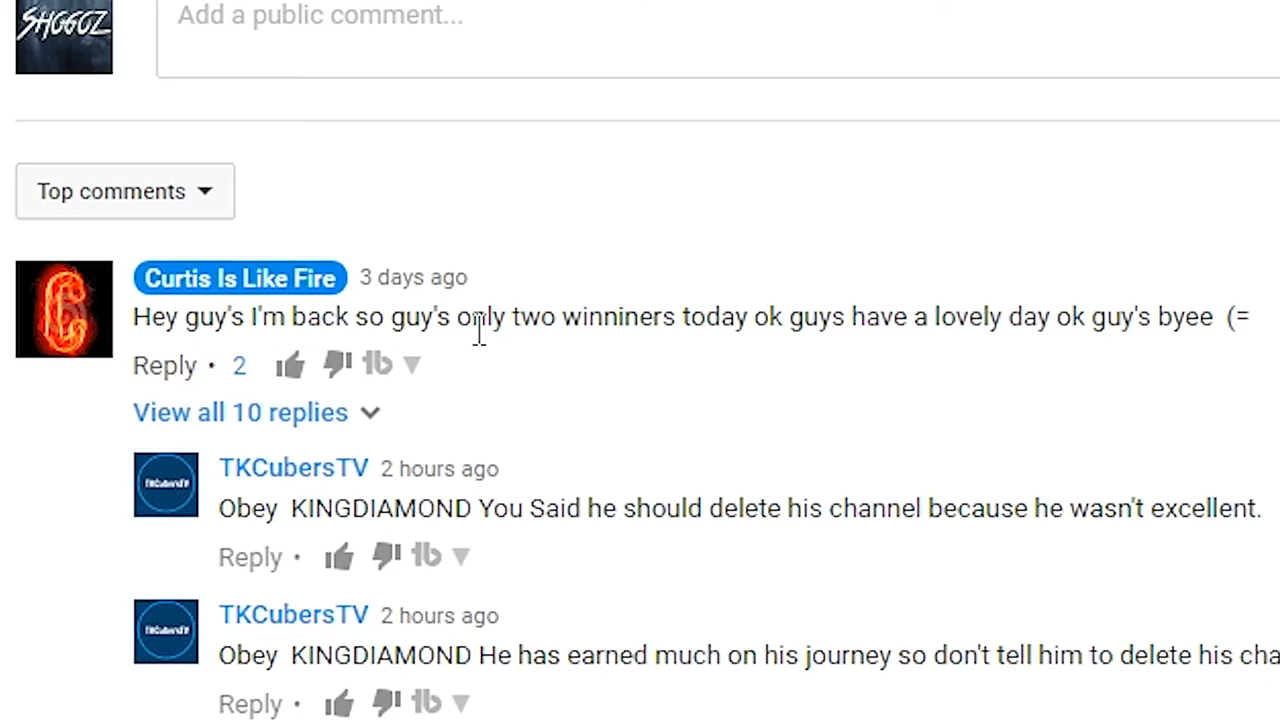 SHGGOZ
Add a public comment...
Top comments
Curtis Is Like Fire 3 days ago
Hey guy's I'm back so guy's only two winniners today ok guys have a lovely day ok guy's byee (=
Reply • 2
View all 10 replies
TKCubersTV
TKCubersTV 2 hours ago
Obey KINGDIAMOND You Said he should delete his channel because he wasn't excellent.
Reply •
TKCubersTV
TKCubersTV 2 hours ago
Obey KINGDIAMOND He has earned much on his journey so don't tell him to delete his cha
Reply •